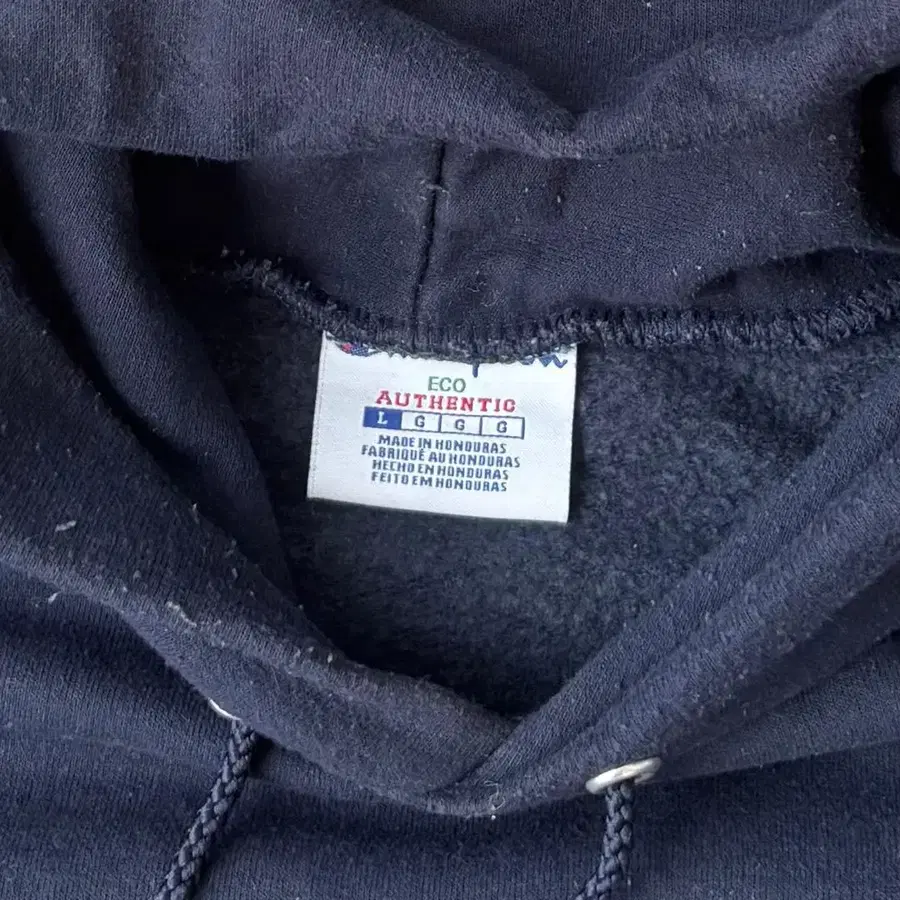 ECO
AUTHENTIC
L G G G
MADE IN HONDURAS
FABRIQUÉ AU HONDURAS
HECHO EN HONDURAS
FEITO EM HONDURAS